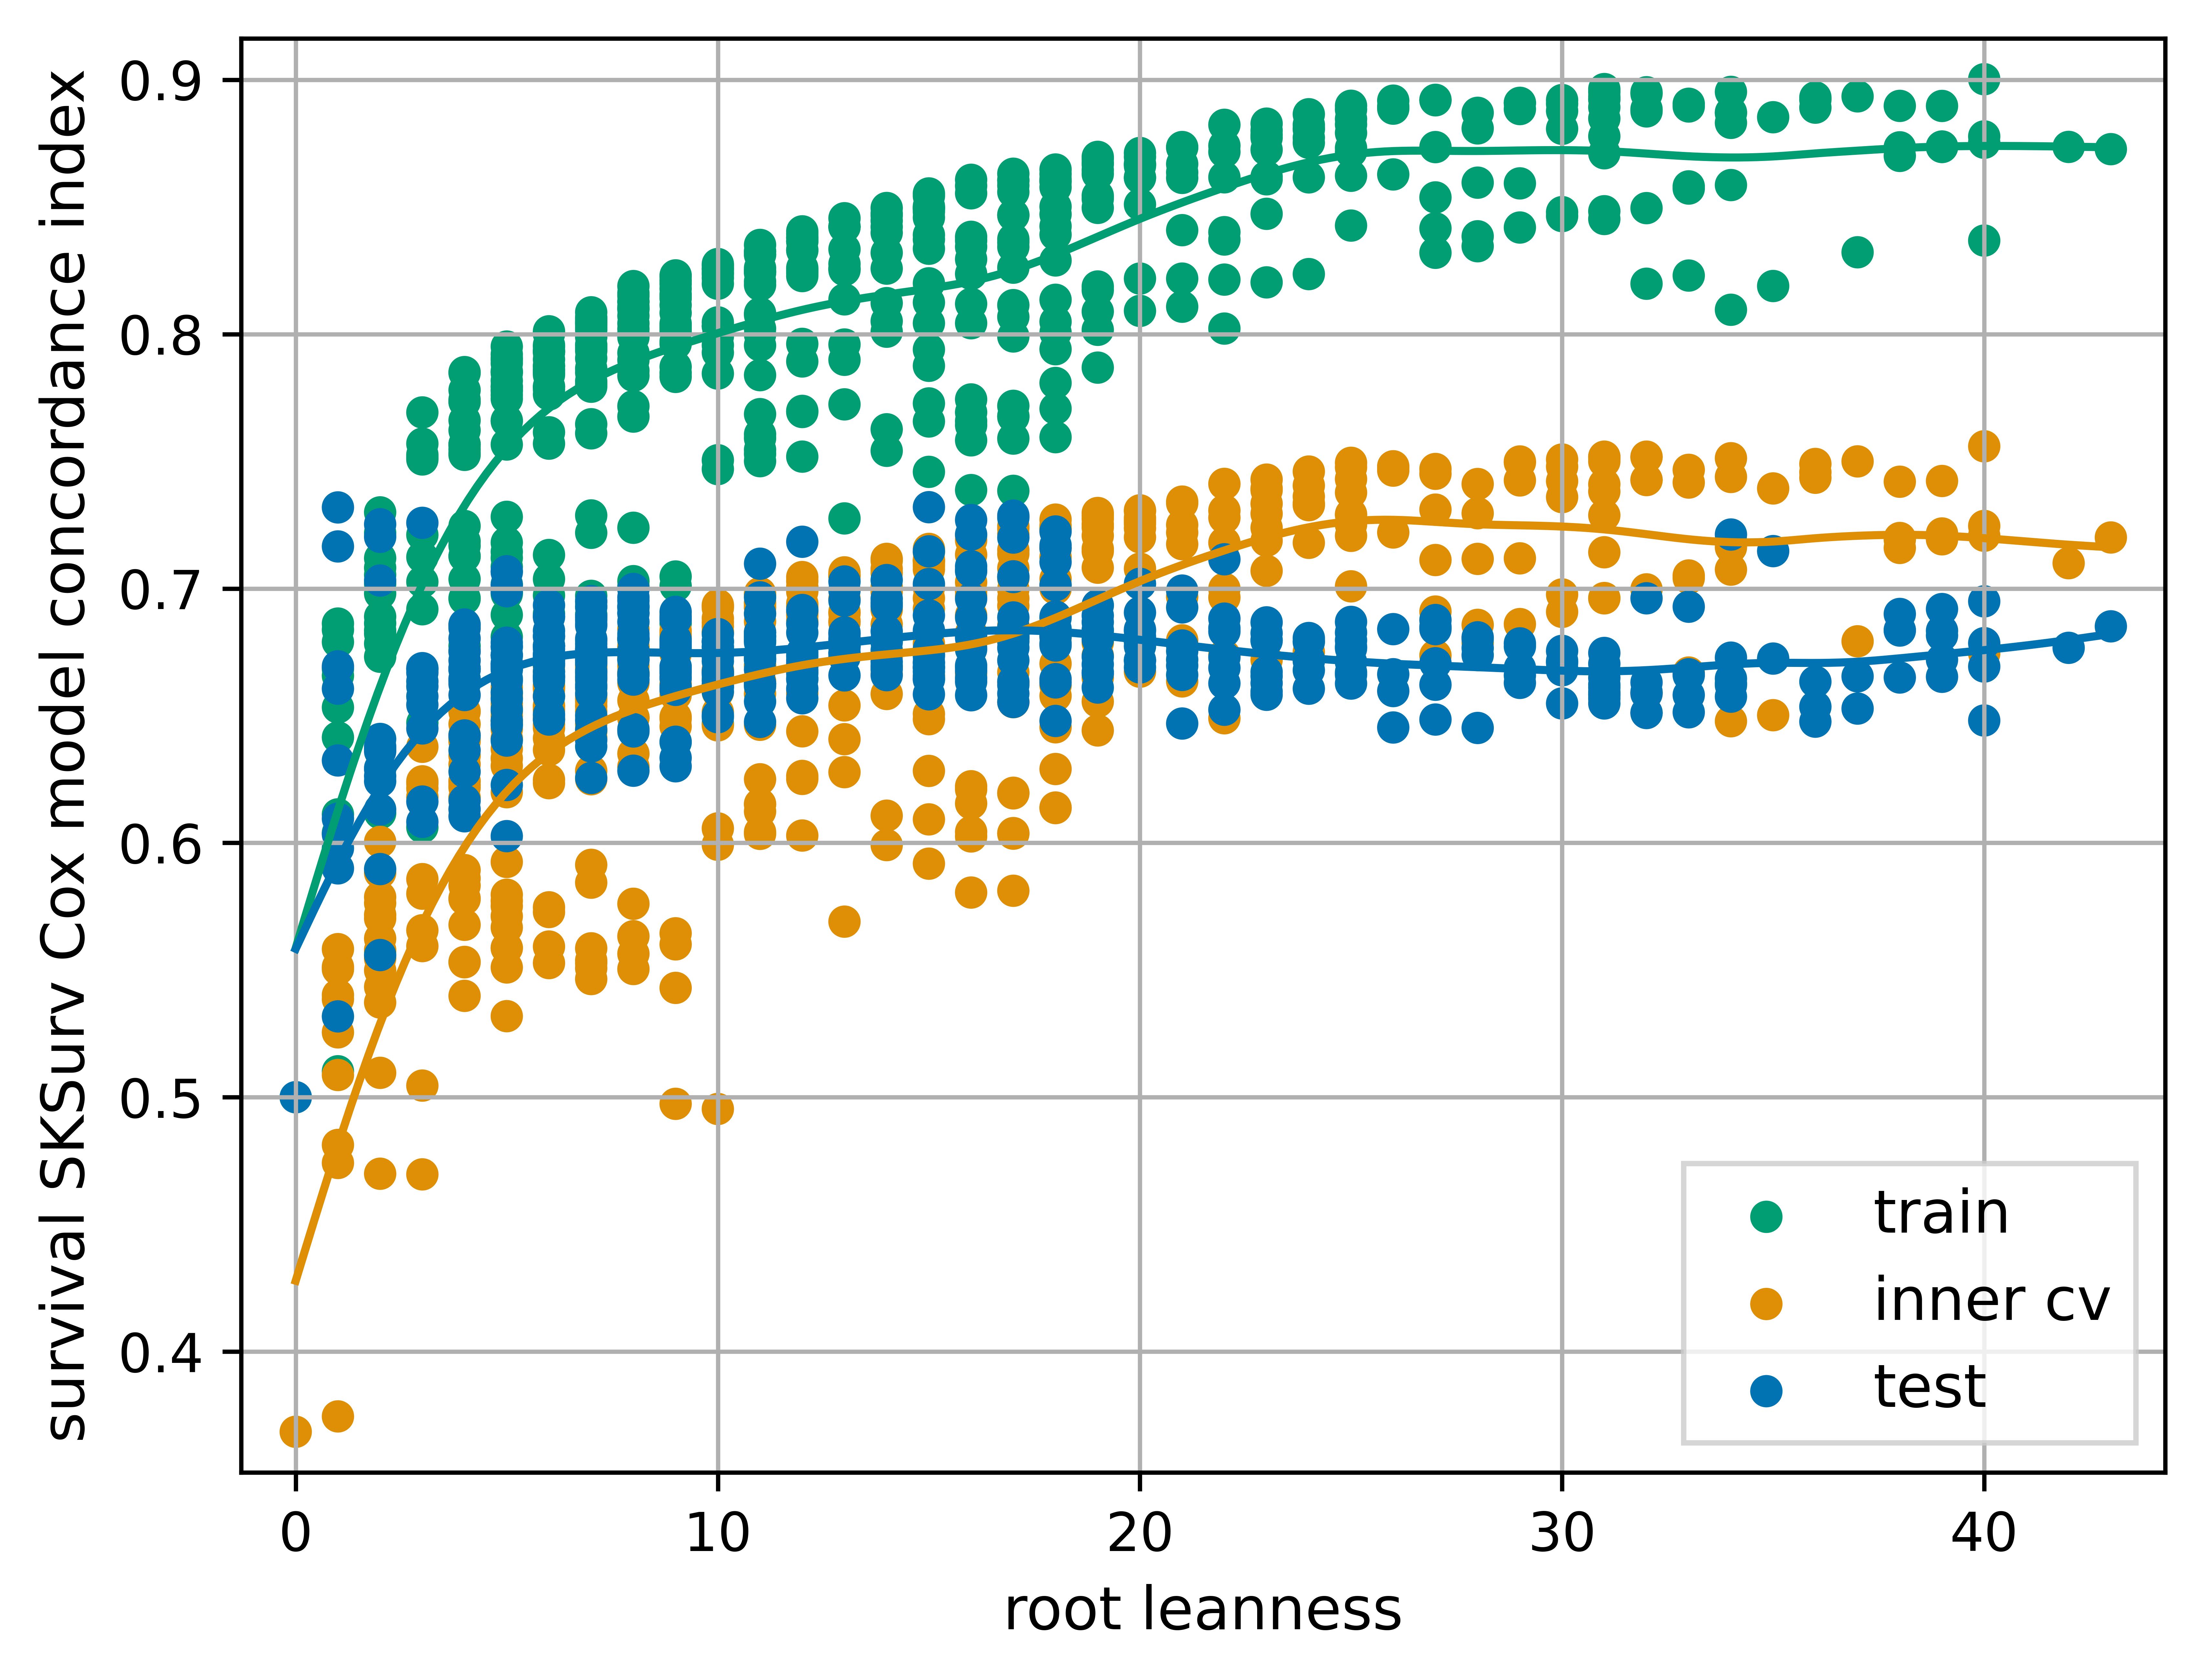 survival SKSurv Cox model concordance index
0.9
0.8
0.7
0.6
0.5
0.4
0 10 20 30 40
root leanness
train
inner cv
test